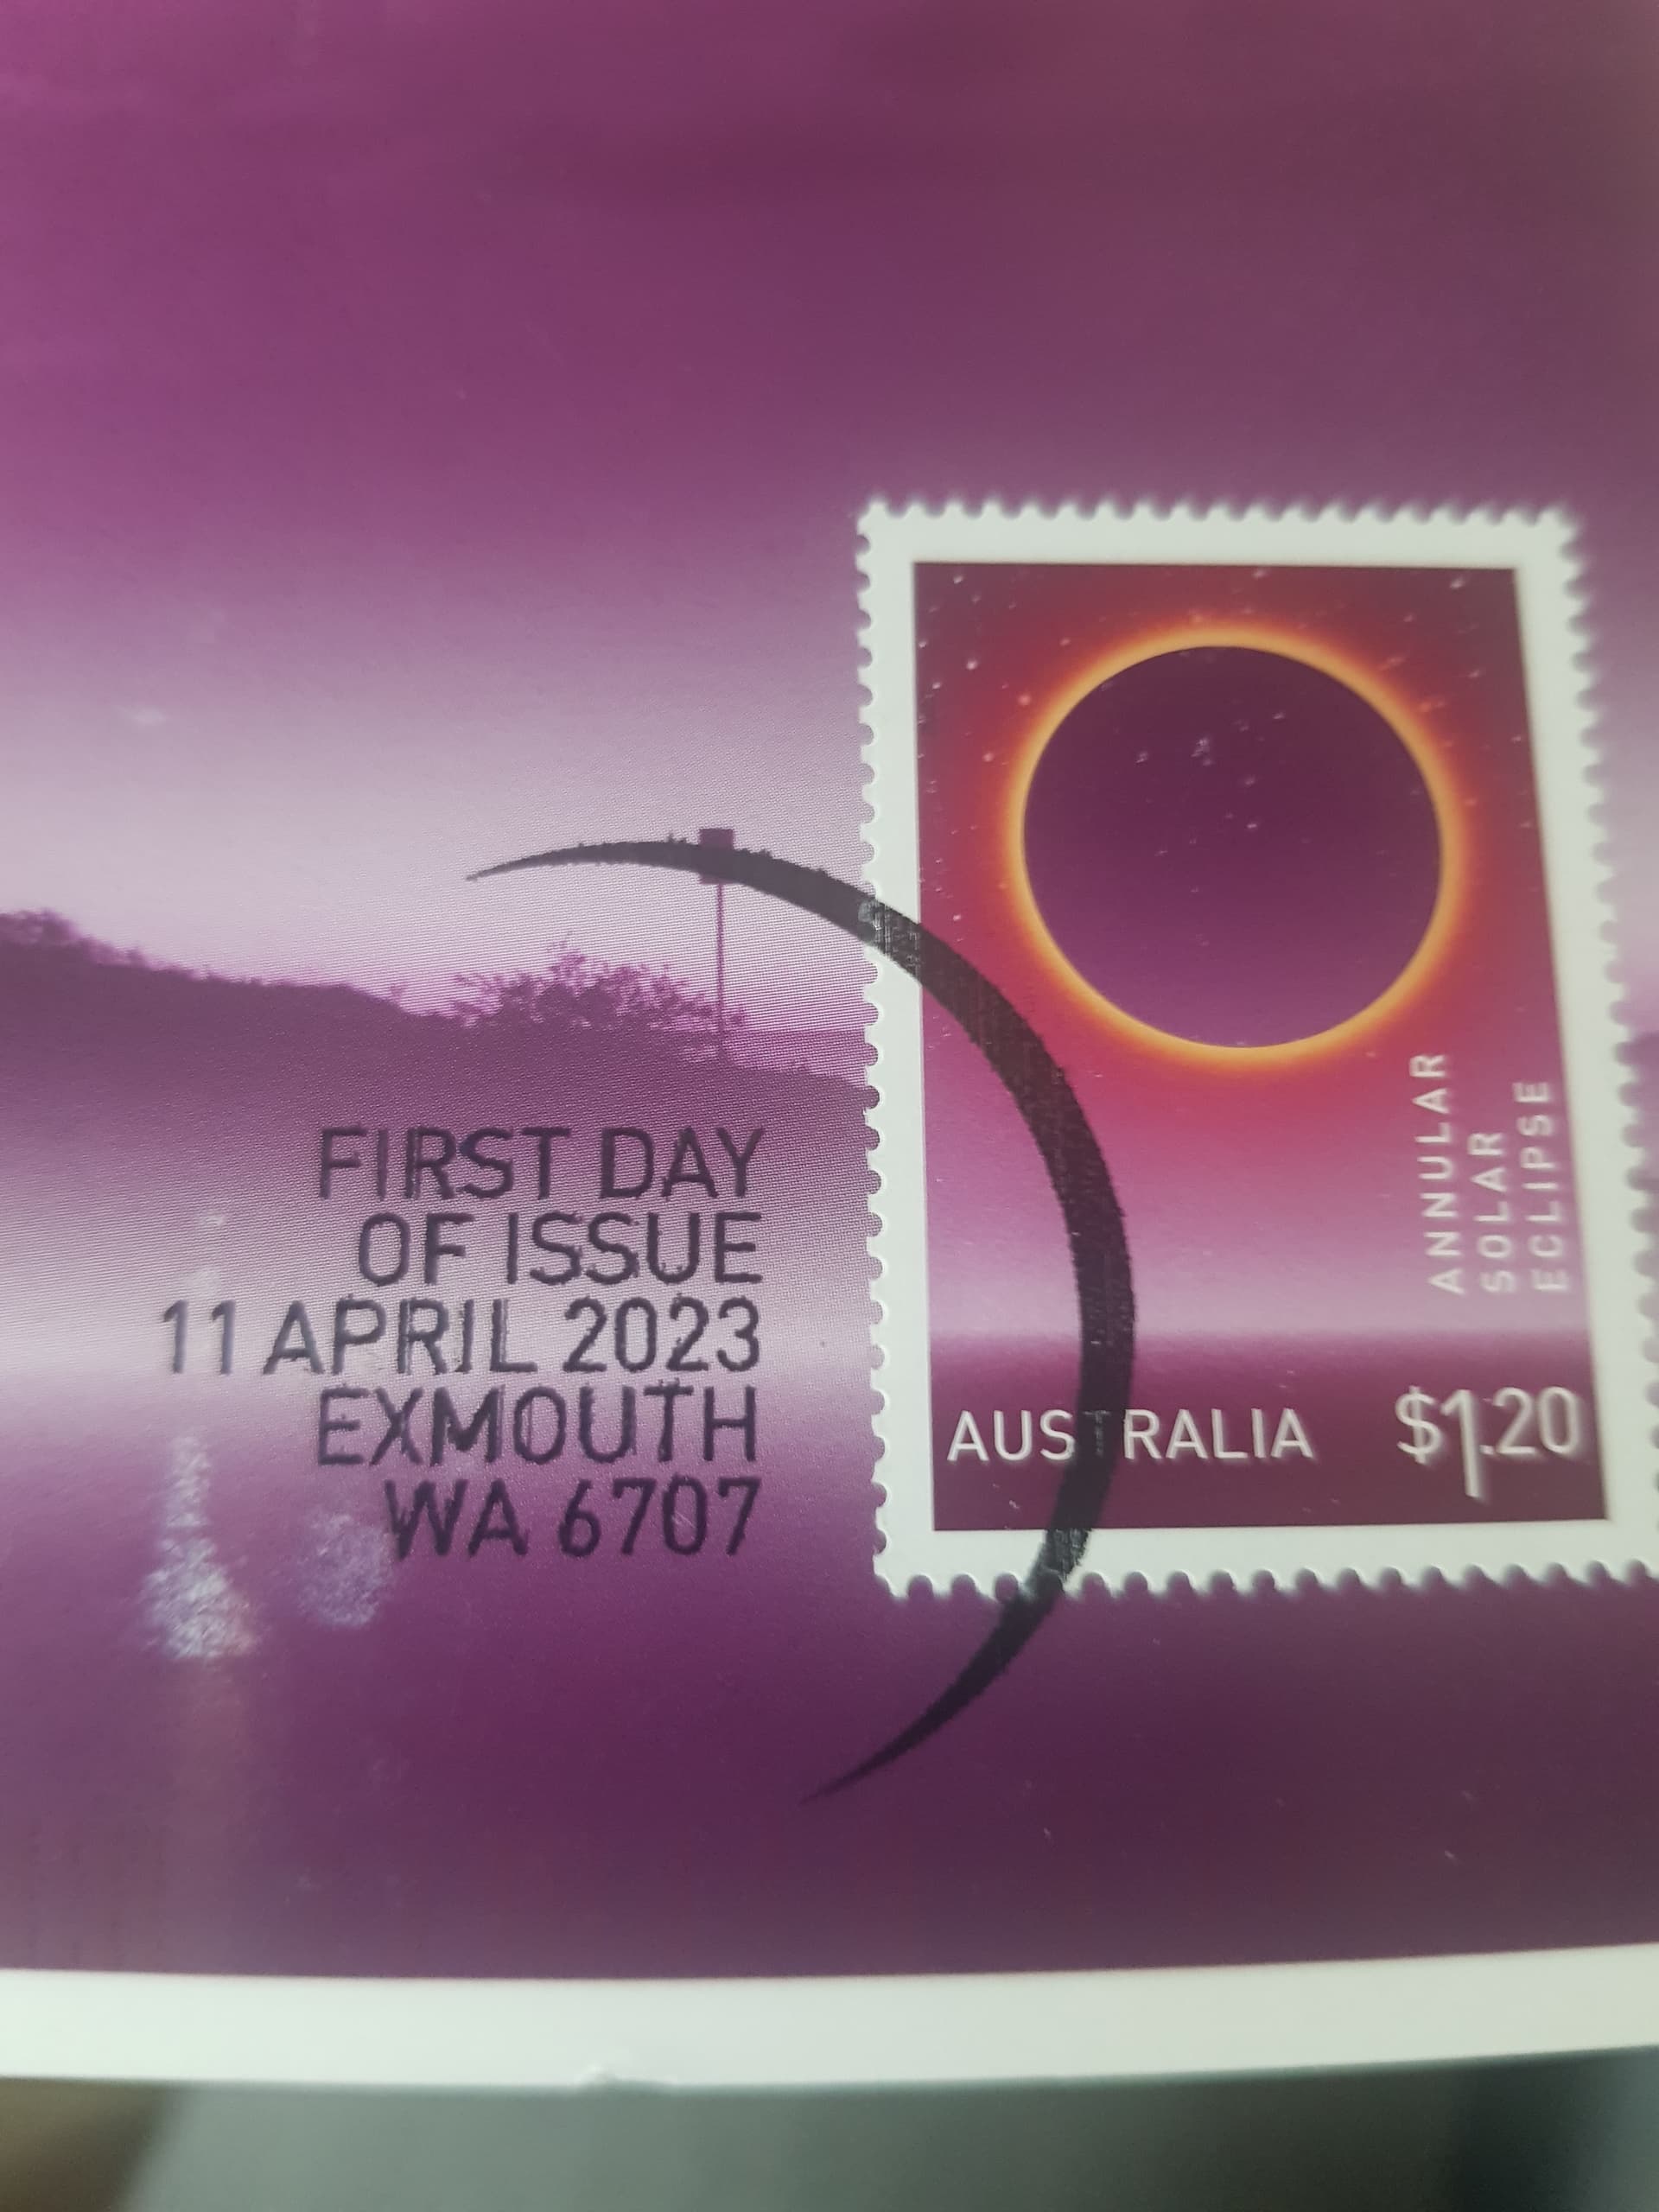 FIRST DAY
OF ISSUE
11 APRIL 2023
EXMOUTH
WA 6707
ANNULAR
SOLAR
ECLIPSE
AUSTRALIA
$1.20